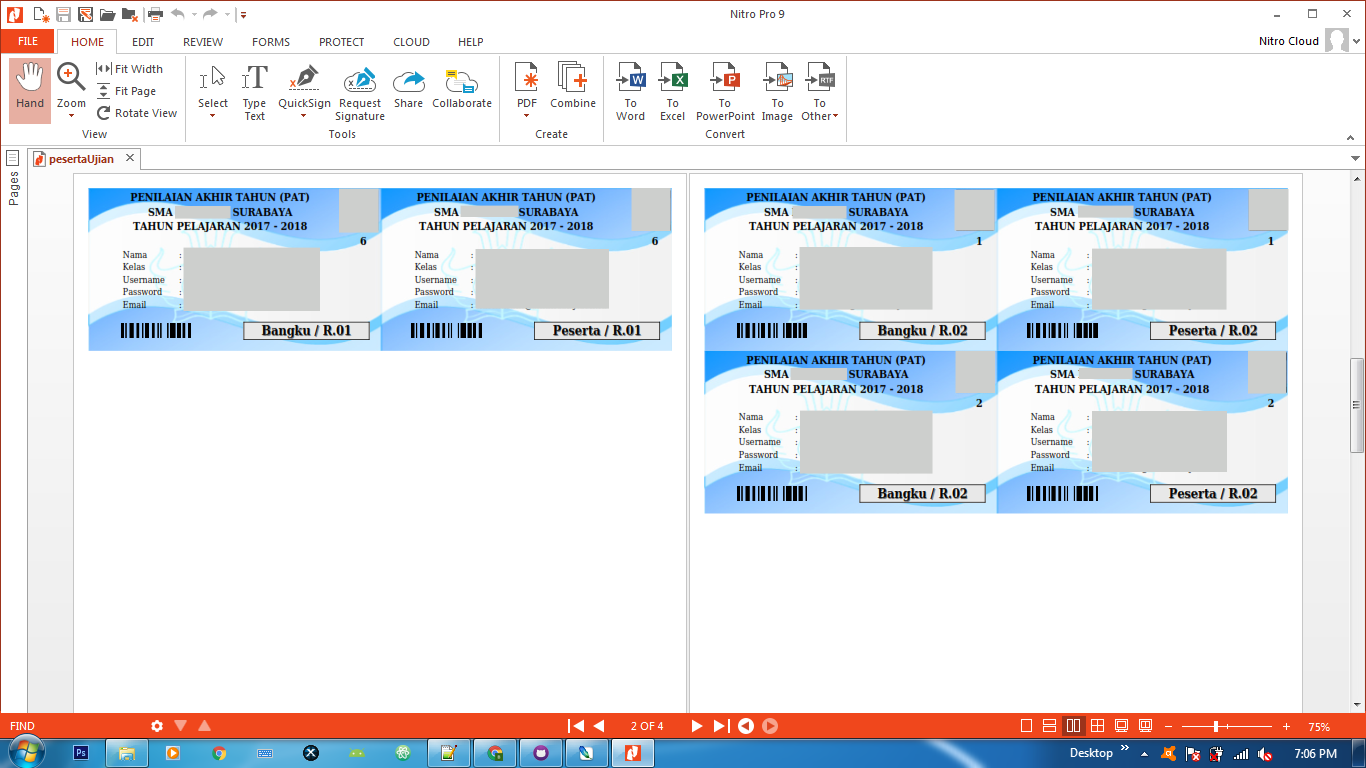 Nitro Pro 9
FILE HOME EDIT REVIEW FORMS PROTECT CLOUD HELP
Nitro Cloud
Hand
Zoom
Fit Width
Fit Page
Rotate View
Select
Type Text
QuickSign
Request Signature
Share
Collaborate
PDF
Combine
To Word
To Excel
To PowerPoint
To Image
To Other
View
Tools
Create
Convert
pesertaUjian
Pages
PENILAIAN AKHIR TAHUN (PAT)
SMA SURABAYA
TAHUN PELAJARAN 2017 - 2018
6
Nama :
Kelas :
Username :
Password :
Email :
Bangku / R.01
PENILAIAN AKHIR TAHUN (PAT)
SMA SURABAYA
TAHUN PELAJARAN 2017 - 2018
6
Nama :
Kelas :
Username :
Password :
Email :
Peserta / R.01
PENILAIAN AKHIR TAHUN (PAT)
SMA SURABAYA
TAHUN PELAJARAN 2017 - 2018
1
Nama :
Kelas :
Username :
Password :
Email :
Bangku / R.02
PENILAIAN AKHIR TAHUN (PAT)
SMA SURABAYA
TAHUN PELAJARAN 2017 - 2018
1
Nama :
Kelas :
Username :
Password :
Email :
Peserta / R.02
PENILAIAN AKHIR TAHUN (PAT)
SMA SURABAYA
TAHUN PELAJARAN 2017 - 2018
2
Nama :
Kelas :
Username :
Password :
Email :
Bangku / R.02
PENILAIAN AKHIR TAHUN (PAT)
SMA SURABAYA
TAHUN PELAJARAN 2017 - 2018
2
Nama :
Kelas :
Username :
Password :
Email :
Peserta / R.02
FIND
2 OF 4
75%
Desktop
7:06 PM